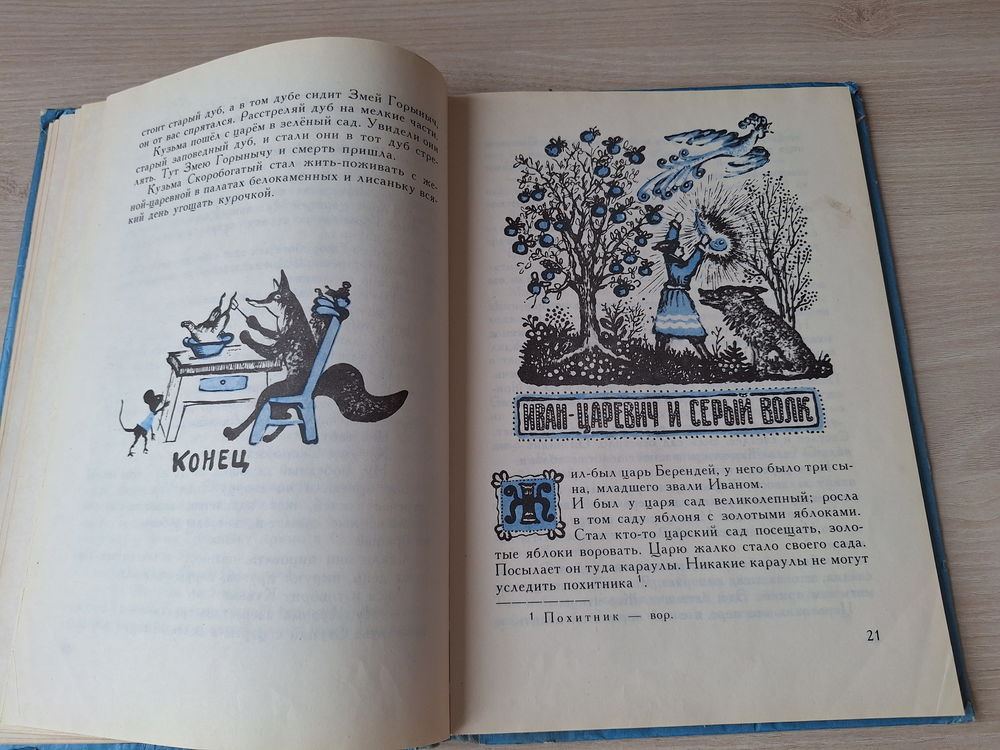 стоит старый дуб, а в том дубе сидит Змей Горыныч,
он от вас спрятался. Расстреляй дуб на мелкие части.
Кузьма пошёл с царём в зелёный сад. Увидели они
старый заповедный дуб, и стали они в тот дуб стре-
лять. Тут Змею Горынычу и смерть пришла.
Кузьма Скоробогатый стал жить-поживать с же-
ной-царевной в палатах белокаменных и лисаньку вся-
кий день угощать курочкой.
КОНЕЦ
ИВАН-ЦАРЕВИЧ И СЕРЫЙ ВОЛК
Жил-был царь Берендей, у него было три сы-
на, младшего звали Иваном.
И был у царя сад великолепный; росла
в том саду яблоня с золотыми яблоками.
Стал кто-то царский сад посещать, золо-
тые яблоки воровать. Царю жалко стало своего сада.
Посылает он туда караулы. Никакие караулы не могут
уследить похитника¹.
¹ Похитник — вор.
21